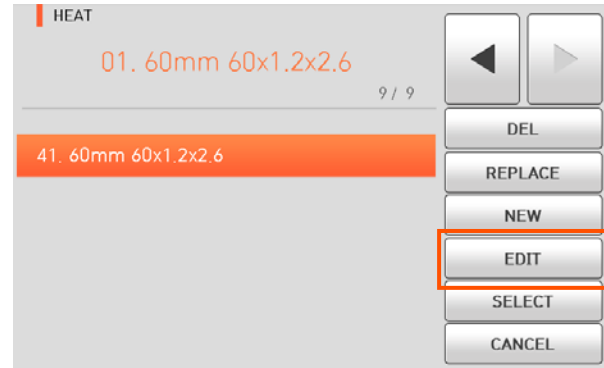 HEAT
01. 60mm 60x1.2x2.6
9/ 9
41. 60mm 60x1.2x2.6
DEL
REPLACE
NEW
EDIT
SELECT
CANCEL